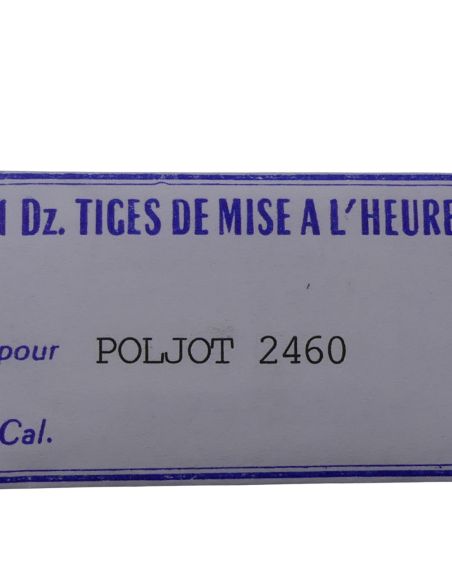 1 Dz. TIGES DE MISE A L'HEURE
pour POLJOT 2460
Cal.